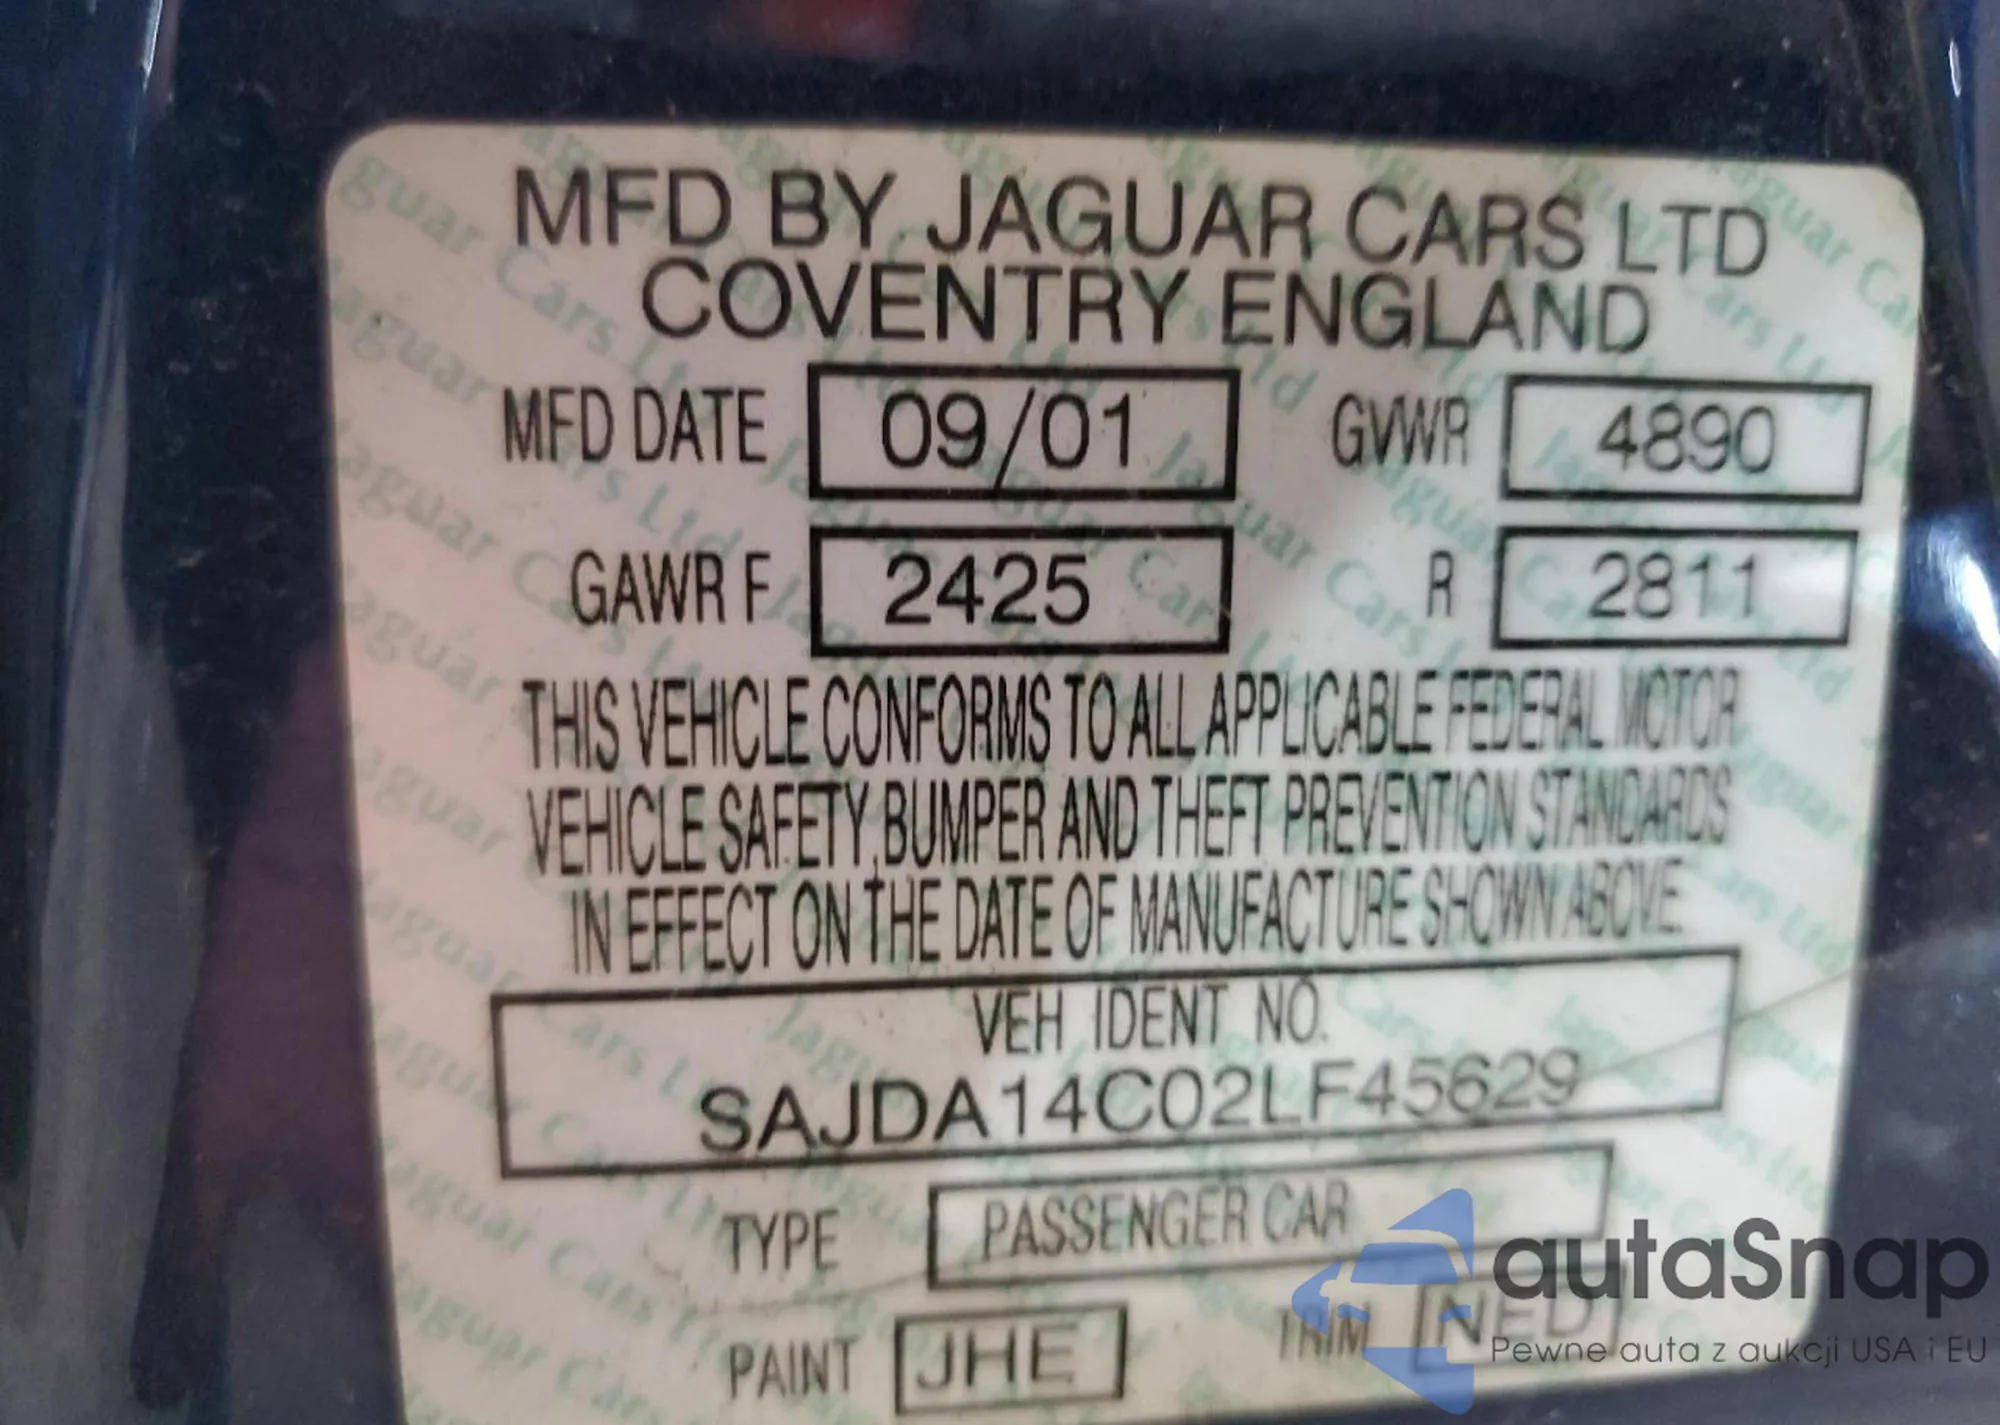 MFD BY JAGUAR CARS LTD
COVENTRY ENGLAND
MFD DATE 09/01 GVWR 4890
GAWR F 2425 R 2811
THIS VEHICLE CONFORMS TO ALL APPLICABLE FEDERAL MOTOR
VEHICLE SAFETY, BUMPER AND THEFT PREVENTION STANDARDS
IN EFFECT ON THE DATE OF MANUFACTURE SHOWN ABOVE.
VEH IDENT NO.
SAJDA14C02LF45629
TYPE PASSENGER CAR
PAINT JHE TRIM NED
autaSnap
Pewne auta z aukcji USA i EU